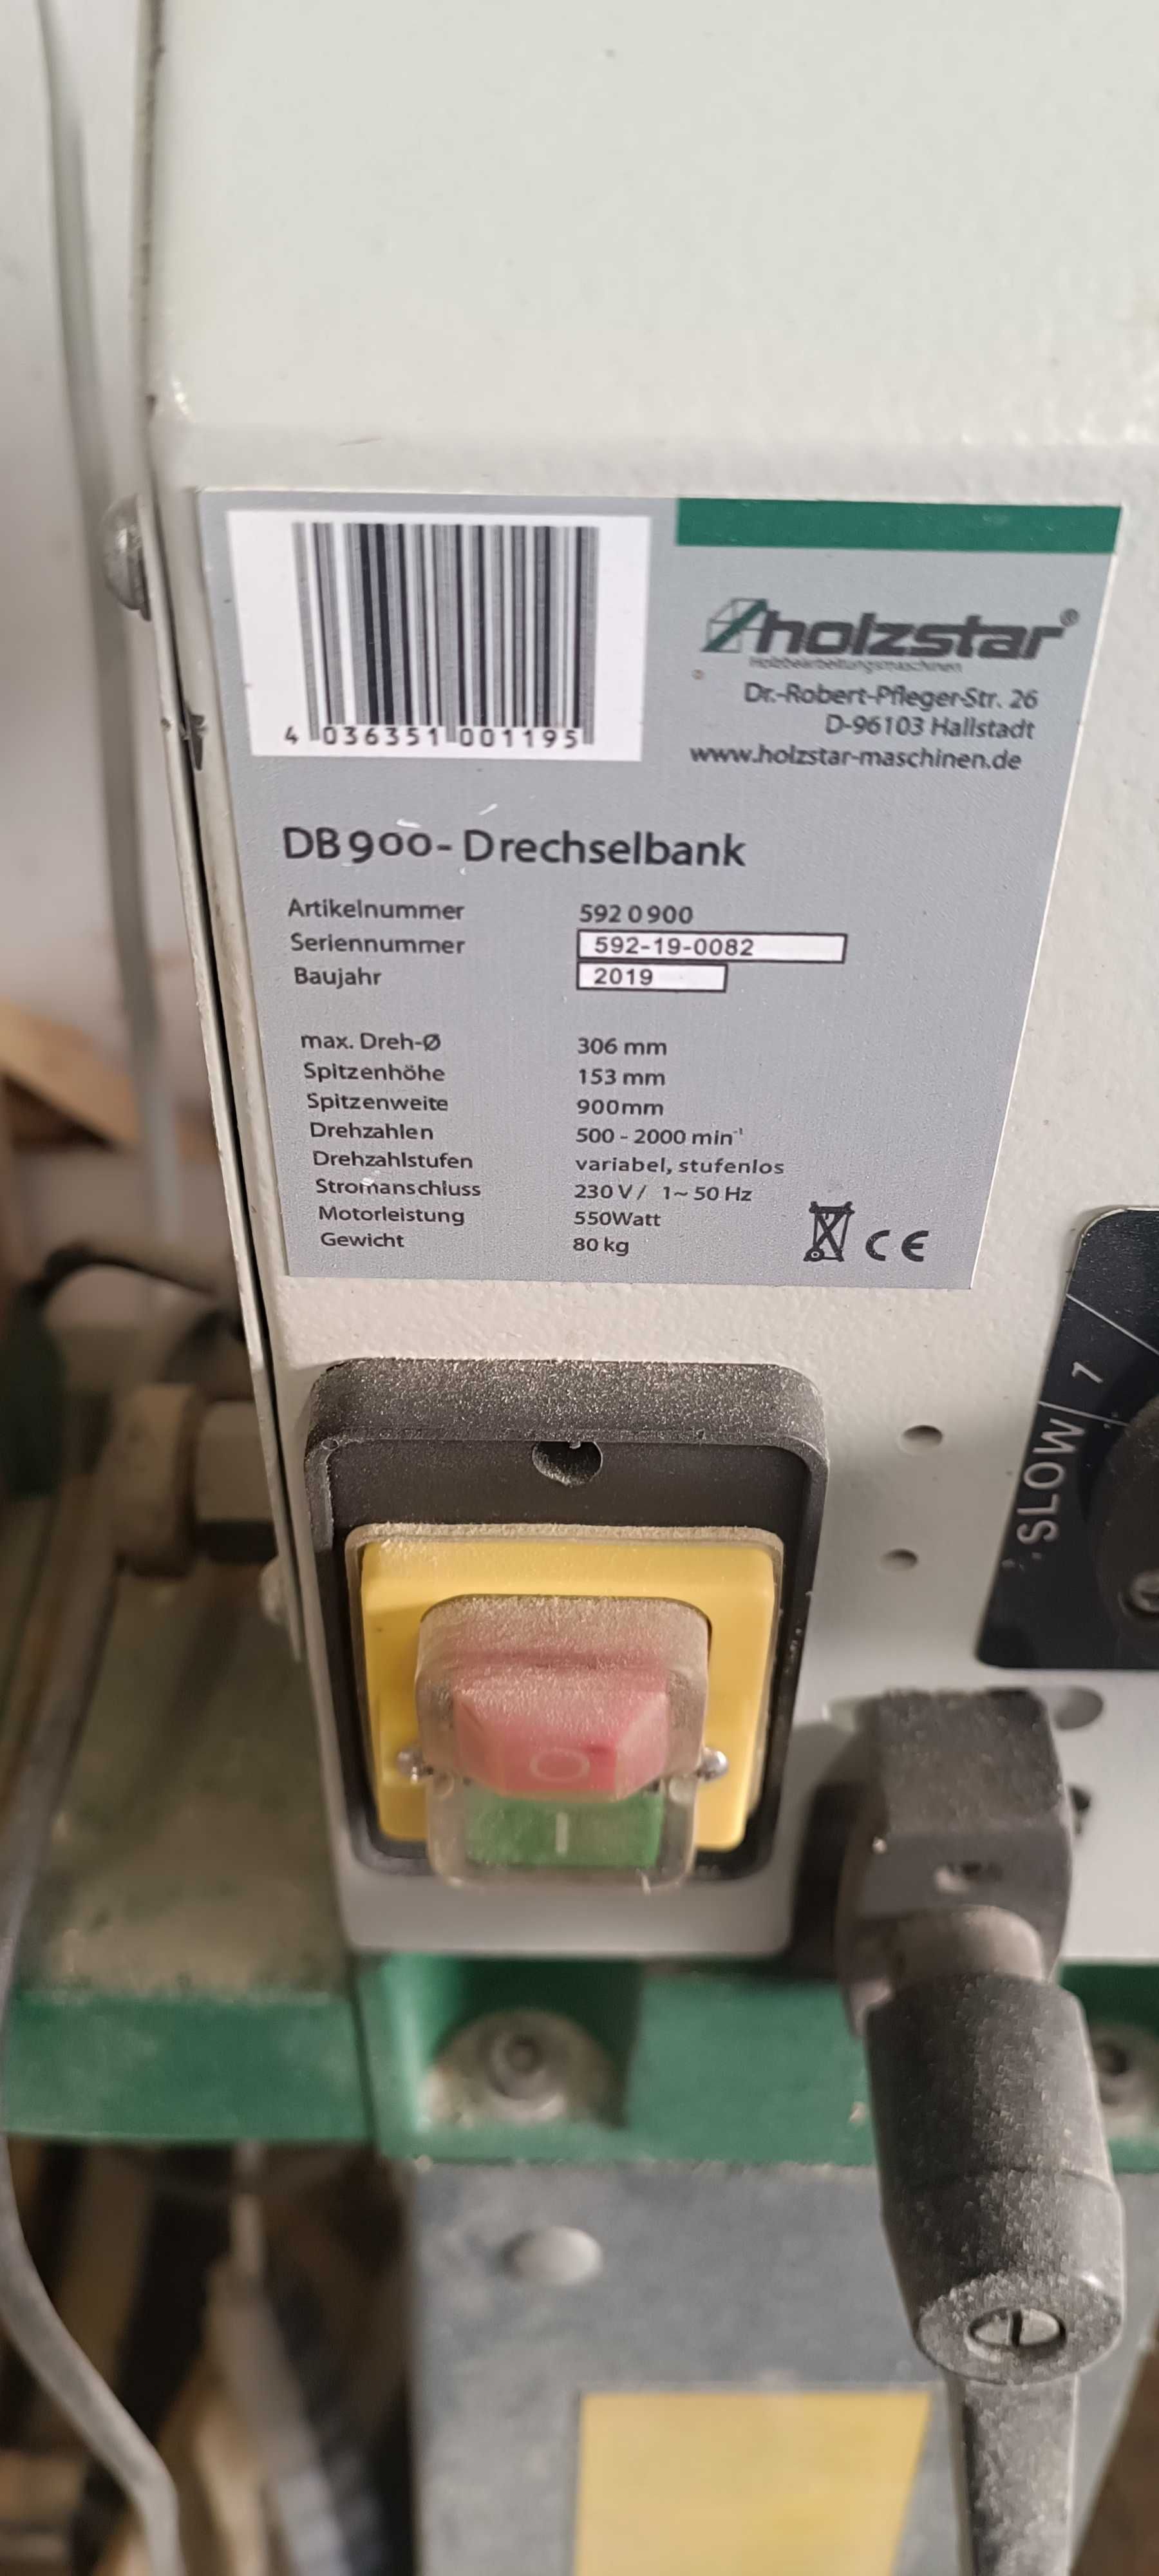 4 036351 001195
holzstar®
Holzbearbeitungsmaschinen
Dr.-Robert-Pfleger-Str. 26
D-96103 Hallstadt
www.holzstar-maschinen.de
DB900- Drechselbank
Artikelnummer 592 0 900
Seriennummer 592-19-0082
Baujahr 2019
max. Dreh-Ø 306 mm
Spitzenhöhe 153 mm
Spitzenweite 900mm
Drehzahlen 500 - 2000 min⁻¹
Drehzahlstufen variabel, stufenlos
Stromanschluss 230 V / 1~ 50 Hz
Motorleistung 550Watt
Gewicht 80 kg
CE
SLOW 1
O
I